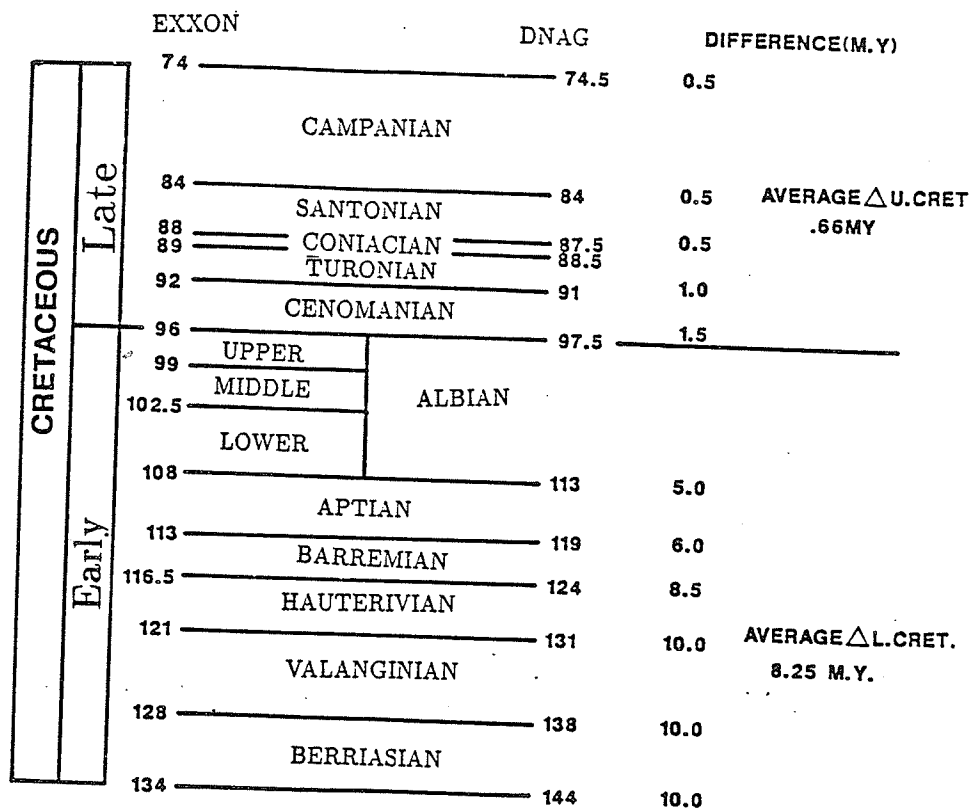 EXXON DNAG DIFFERENCE(M.Y)
74 74.5 0.5
CAMPANIAN
84 84 0.5 AVERAGE △ U.CRET
SANTONIAN .66MY
88 87.5 0.5
CONIACIAN
89 88.5
TURONIAN
92 91 1.0
CENOMANIAN
96 97.5 1.5
UPPER
99
MIDDLE ALBIAN
102.5
LOWER
108 113 5.0
APTIAN
113 119 6.0
BARREMIAN
116.5 124 8.5
HAUTERIVIAN
121 131 10.0 AVERAGE △ L.CRET.
VALANGINIAN 8.25 M.Y.
128 138 10.0
BERRIASIAN
134 144 10.0
CRETACEOUS
Late
Early